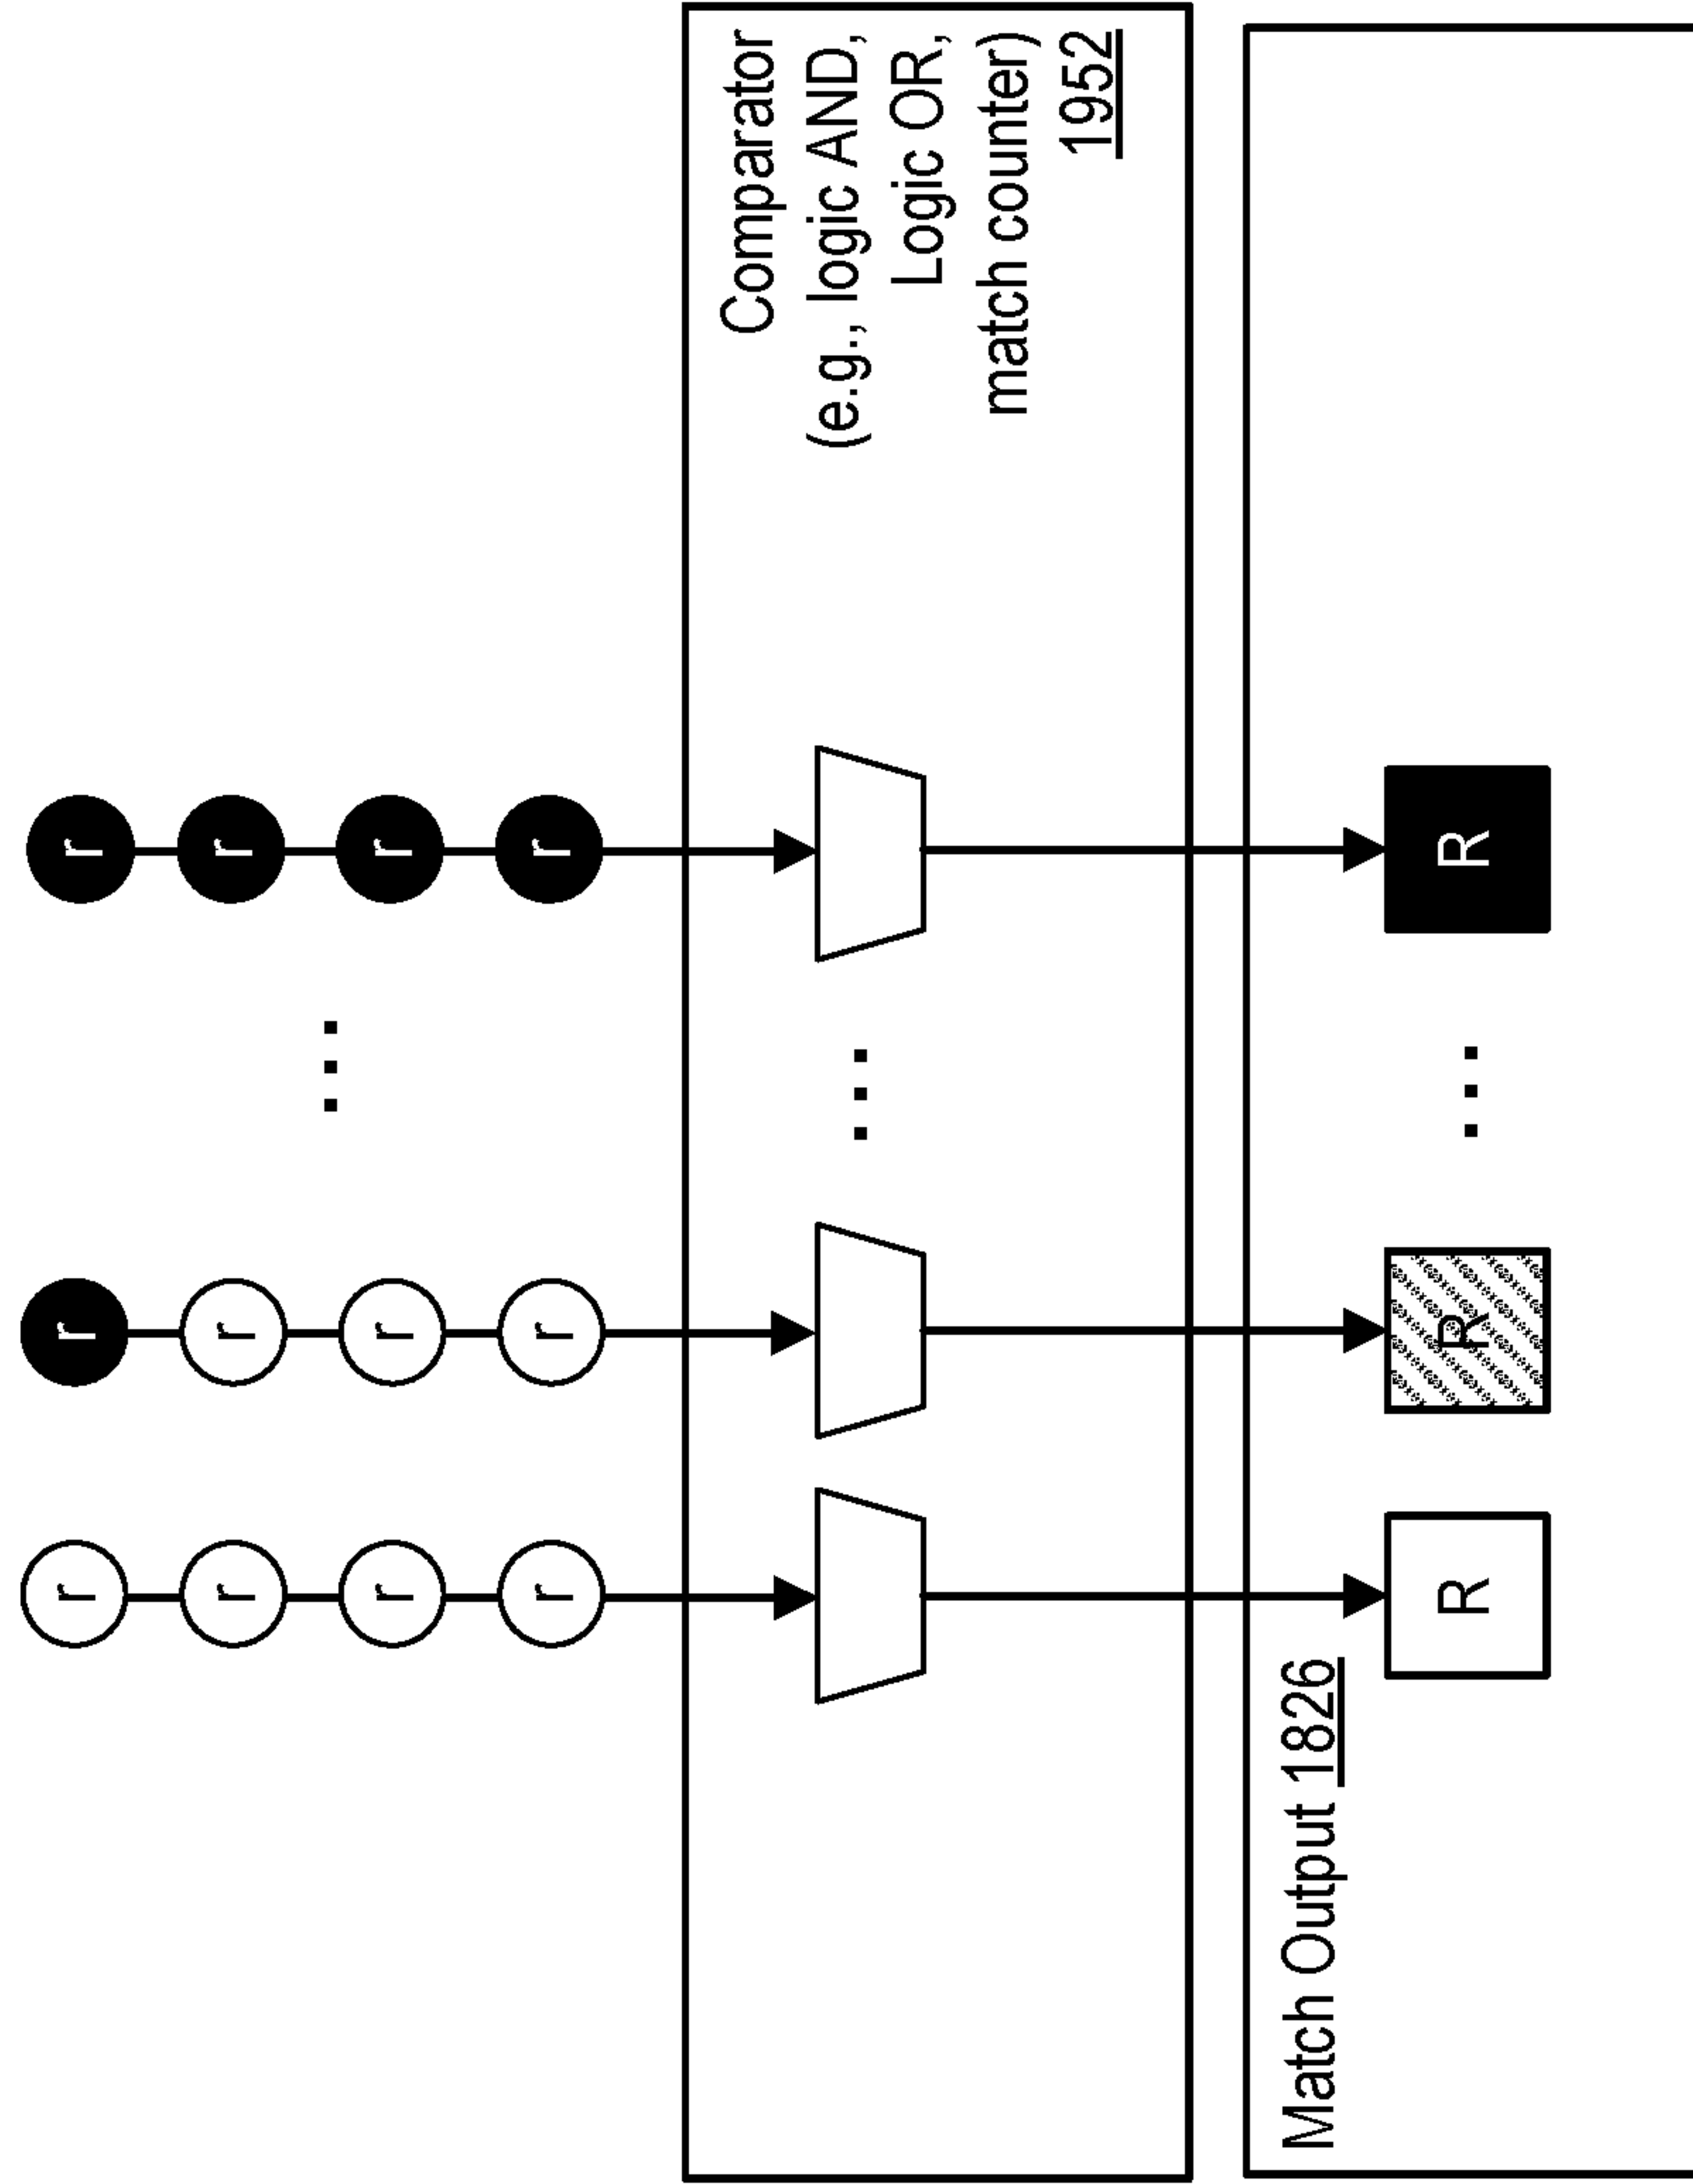 r r r
r r r
...
r r r
r r r
Comparator
(e.g., logic AND,
Logic OR,
match counter)
1952
...
Match Output 1826
R R ... R